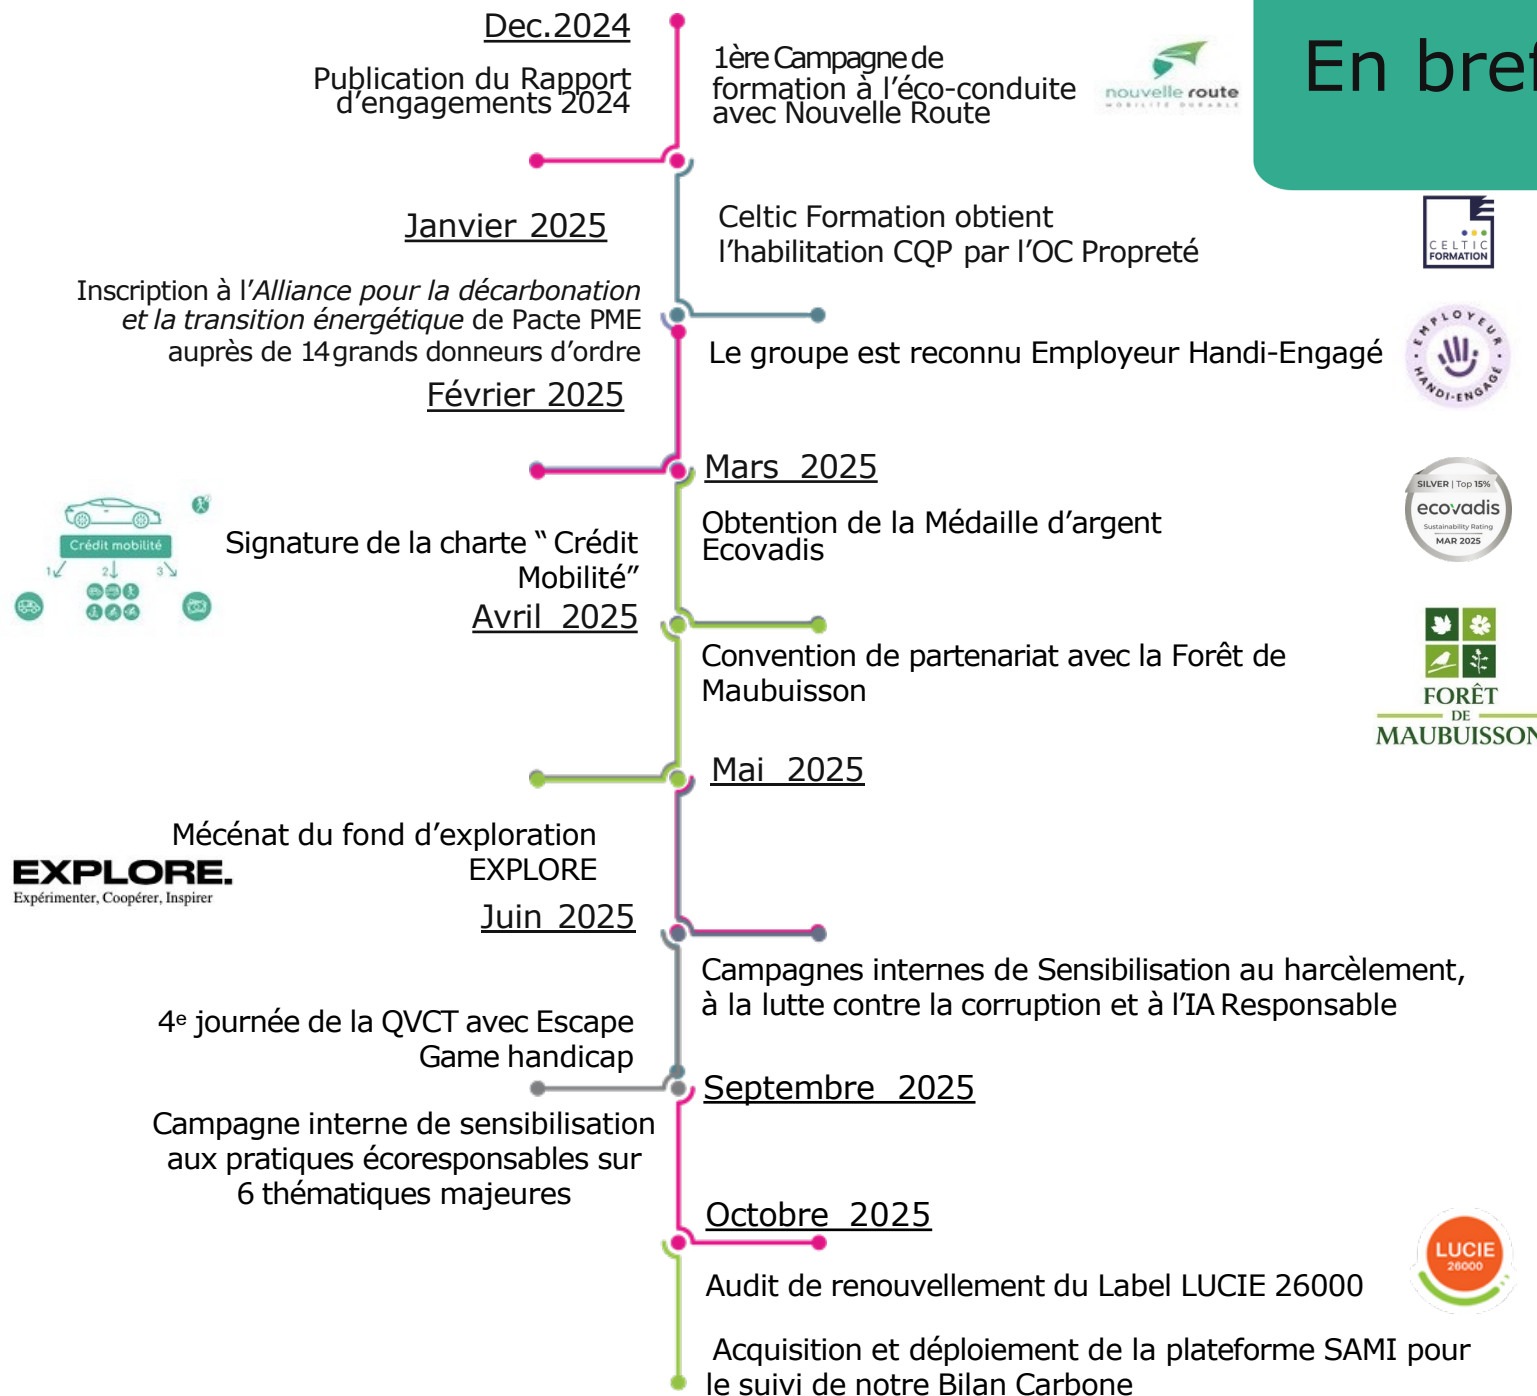 Dec.2024
Publication du Rapport
d’engagements 2024
1ère Campagne de
formation à l’éco-conduite
avec Nouvelle Route
nouvelle route
MOBILITÉ DURABLE
En bref
Janvier 2025
Celtic Formation obtient
l’habilitation CQP par l’OC Propreté
CELTIC
FORMATION
Inscription à l’Alliance pour la décarbonation
et la transition énergétique de Pacte PME
auprès de 14 grands donneurs d’ordre
Le groupe est reconnu Employeur Handi-Engagé
EMPLOYEUR
HANDI-ENGAGÉ
Février 2025
Mars 2025
Obtention de la Médaille d’argent
Ecovadis
SILVER | Top 15%
ecovadis
Sustainability Rating
MAR 2025
Crédit mobilité
1 2 3
Signature de la charte “ Crédit
Mobilité”
Avril 2025
Convention de partenariat avec la Forêt de
Maubuisson
FORÊT
DE
MAUBUISSON
Mai 2025
Mécénat du fond d’exploration
EXPLORE
EXPLORE.
Expérimenter, Coopérer, Inspirer
Juin 2025
Campagnes internes de Sensibilisation au harcèlement,
à la lutte contre la corruption et à l’IA Responsable
4e journée de la QVCT avec Escape
Game handicap
Septembre 2025
Campagne interne de sensibilisation
aux pratiques écoresponsables sur
6 thématiques majeures
Octobre 2025
Audit de renouvellement du Label LUCIE 26000
LUCIE
26000
Acquisition et déploiement de la plateforme SAMI pour
le suivi de notre Bilan Carbone